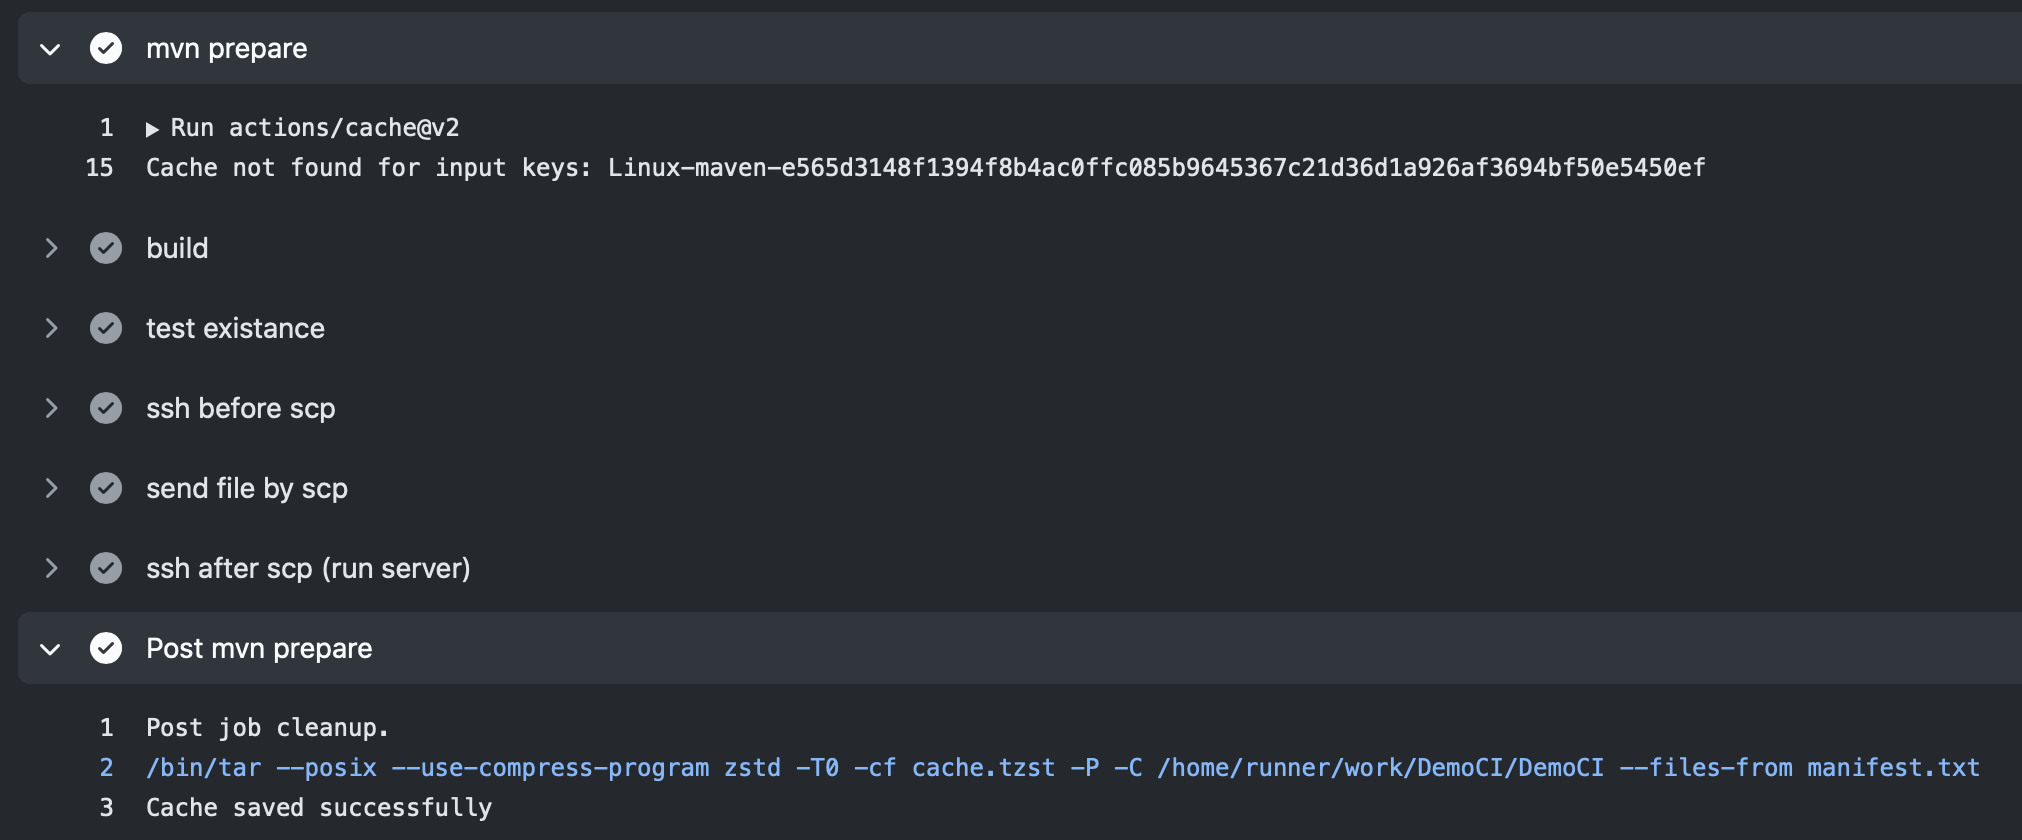 mvn prepare
1 Run actions/cache@v2
15 Cache not found for input keys: Linux-maven-e565d3148f1394f8b4ac0ffc085b9645367c21d36d1a926af3694bf50e5450ef
build
test existance
ssh before scp
send file by scp
ssh after scp (run server)
Post mvn prepare
1 Post job cleanup.
2 /bin/tar --posix --use-compress-program zstd -T0 -cf cache.tzst -P -C /home/runner/work/DemoCI/DemoCI --files-from manifest.txt
3 Cache saved successfully